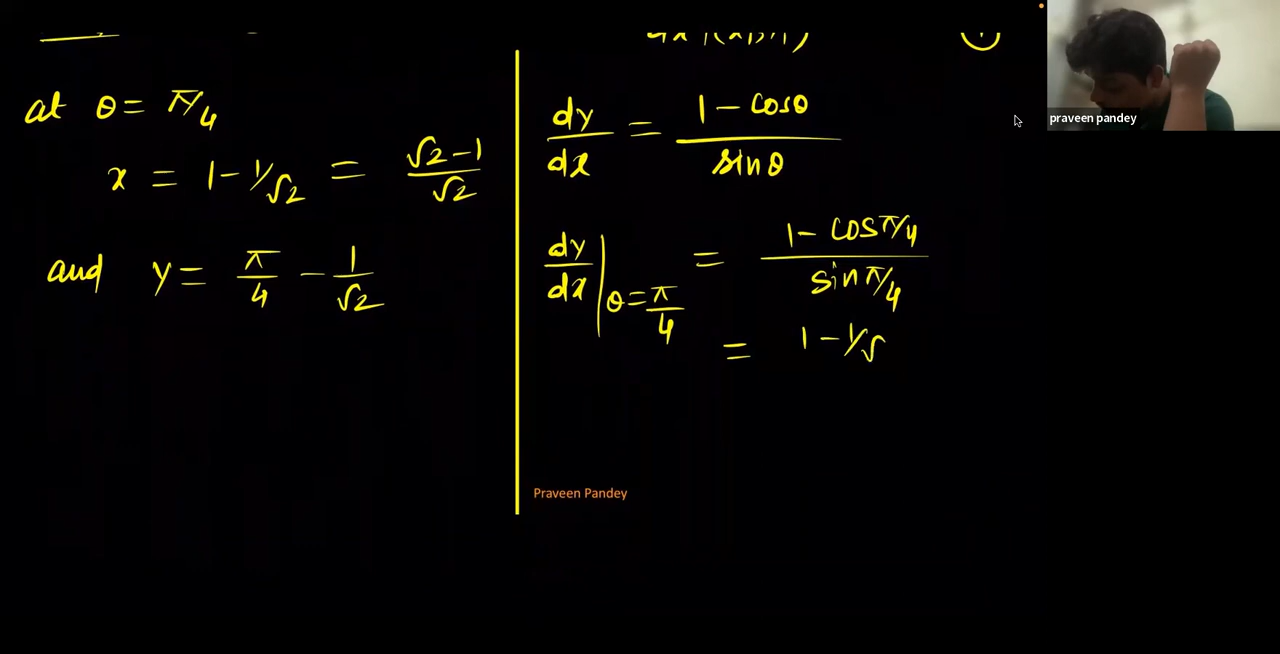 at θ = π/4
x = 1 - 1/√2 = (√2 - 1)/√2
and y = π/4 - 1/√2
dy/dx = (1 - cosθ)/sinθ
dy/dx |θ = π/4 = (1 - cos π/4)/(sin π/4)
= 1 - 1/√
Praveen Pandey
praveen pandey